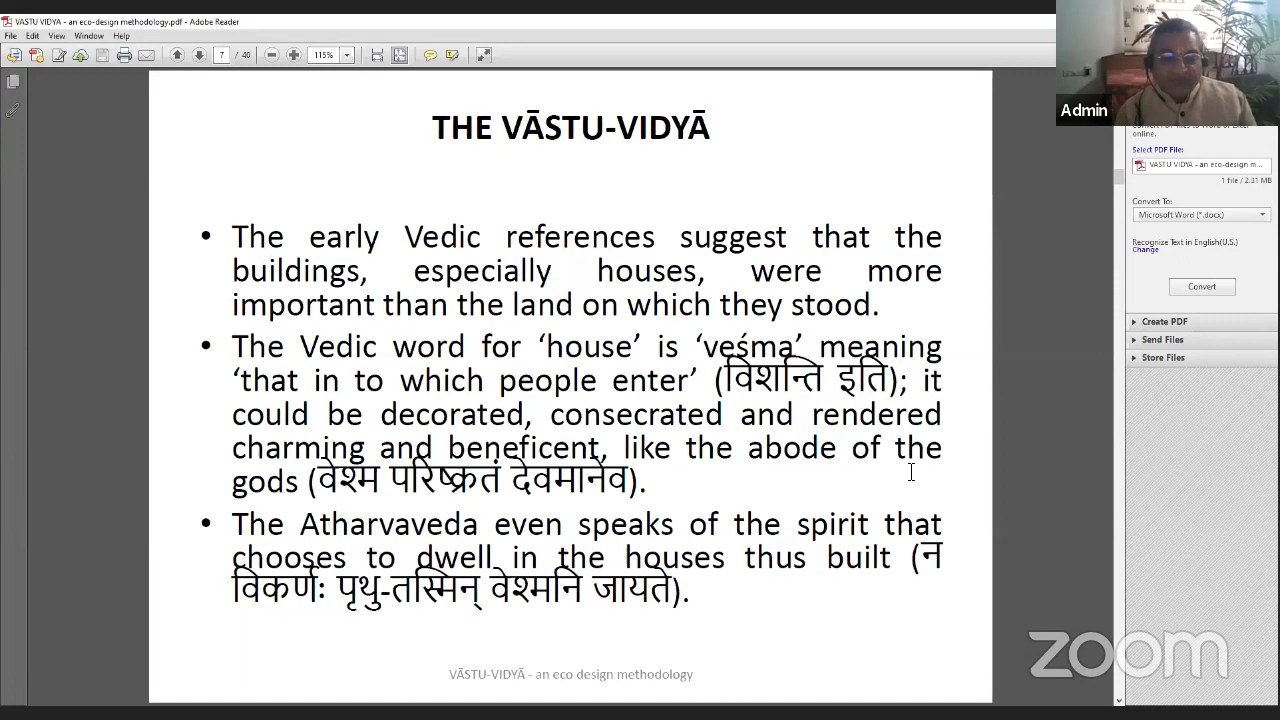 VASTU VIDYA - an eco-design methodology.pdf - Adobe Reader
File Edit View Window Help
7 / 40 115%
Admin
THE VĀSTU-VIDYĀ
• The early Vedic references suggest that the
buildings, especially houses, were more
important than the land on which they stood.
• The Vedic word for ‘house’ is ‘veśma’ meaning
‘that in to which people enter’ (विशन्ति इति); it
could be decorated, consecrated and rendered
charming and beneficent, like the abode of the
gods (वेश्म परिष्क्रतं देवमानेव).
• The Atharvaveda even speaks of the spirit that
chooses to dwell in the houses thus built (न
विकर्णः पृथु-तस्मिन् वेश्मनि जायते).
VĀSTU-VIDYĀ - an eco design methodology
online.
Select PDF File:
VASTU VIDYA - an eco-design m...
1 file / 2.31 MB
Convert To:
Microsoft Word (*.docx)
Recognize Text in English(U.S.)
Change
Convert
Create PDF
Send Files
Store Files
zoom